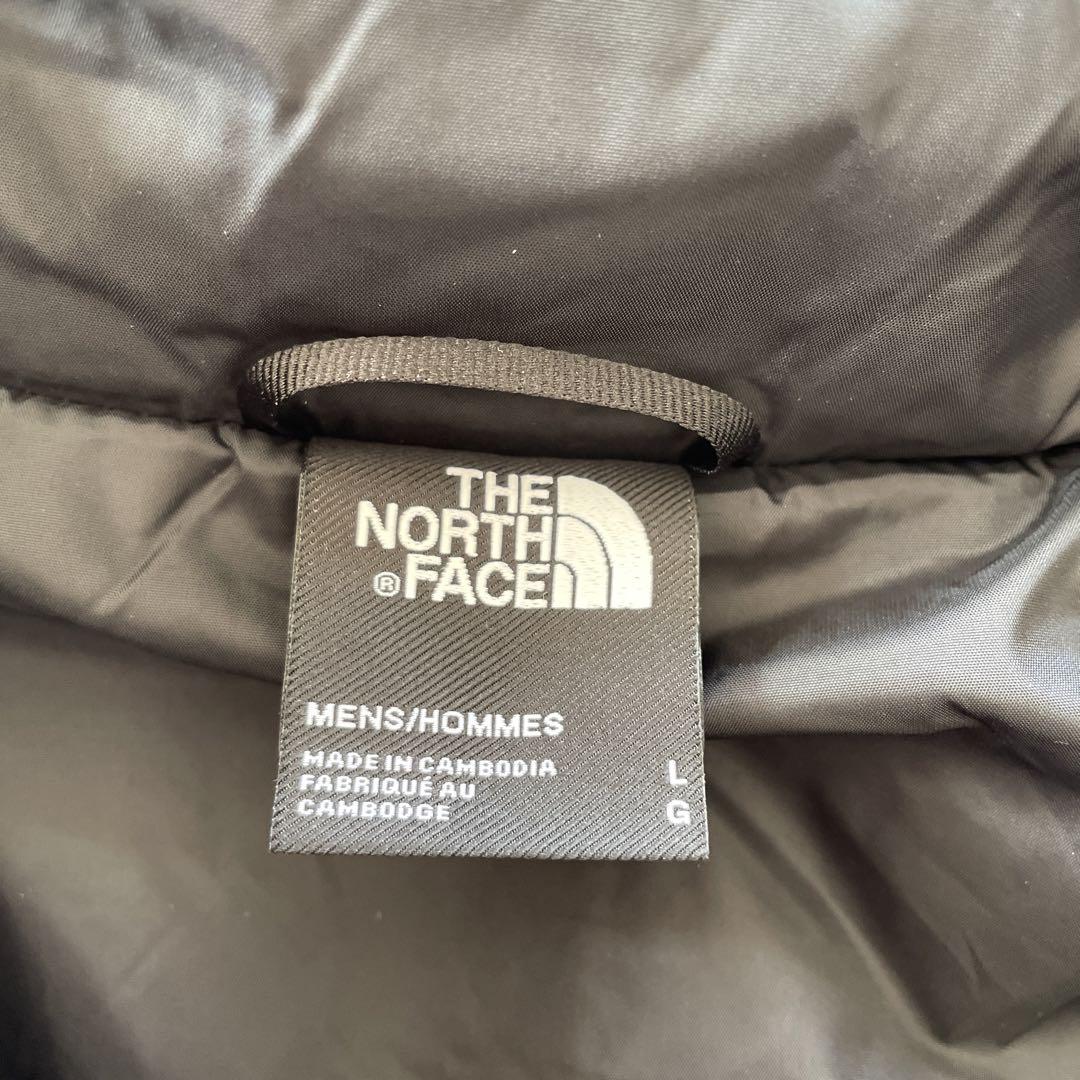 THE
NORTH
® FACE
MENS/HOMMES
MADE IN CAMBODIA
FABRIQUÉ AU
CAMBODGE
L
G